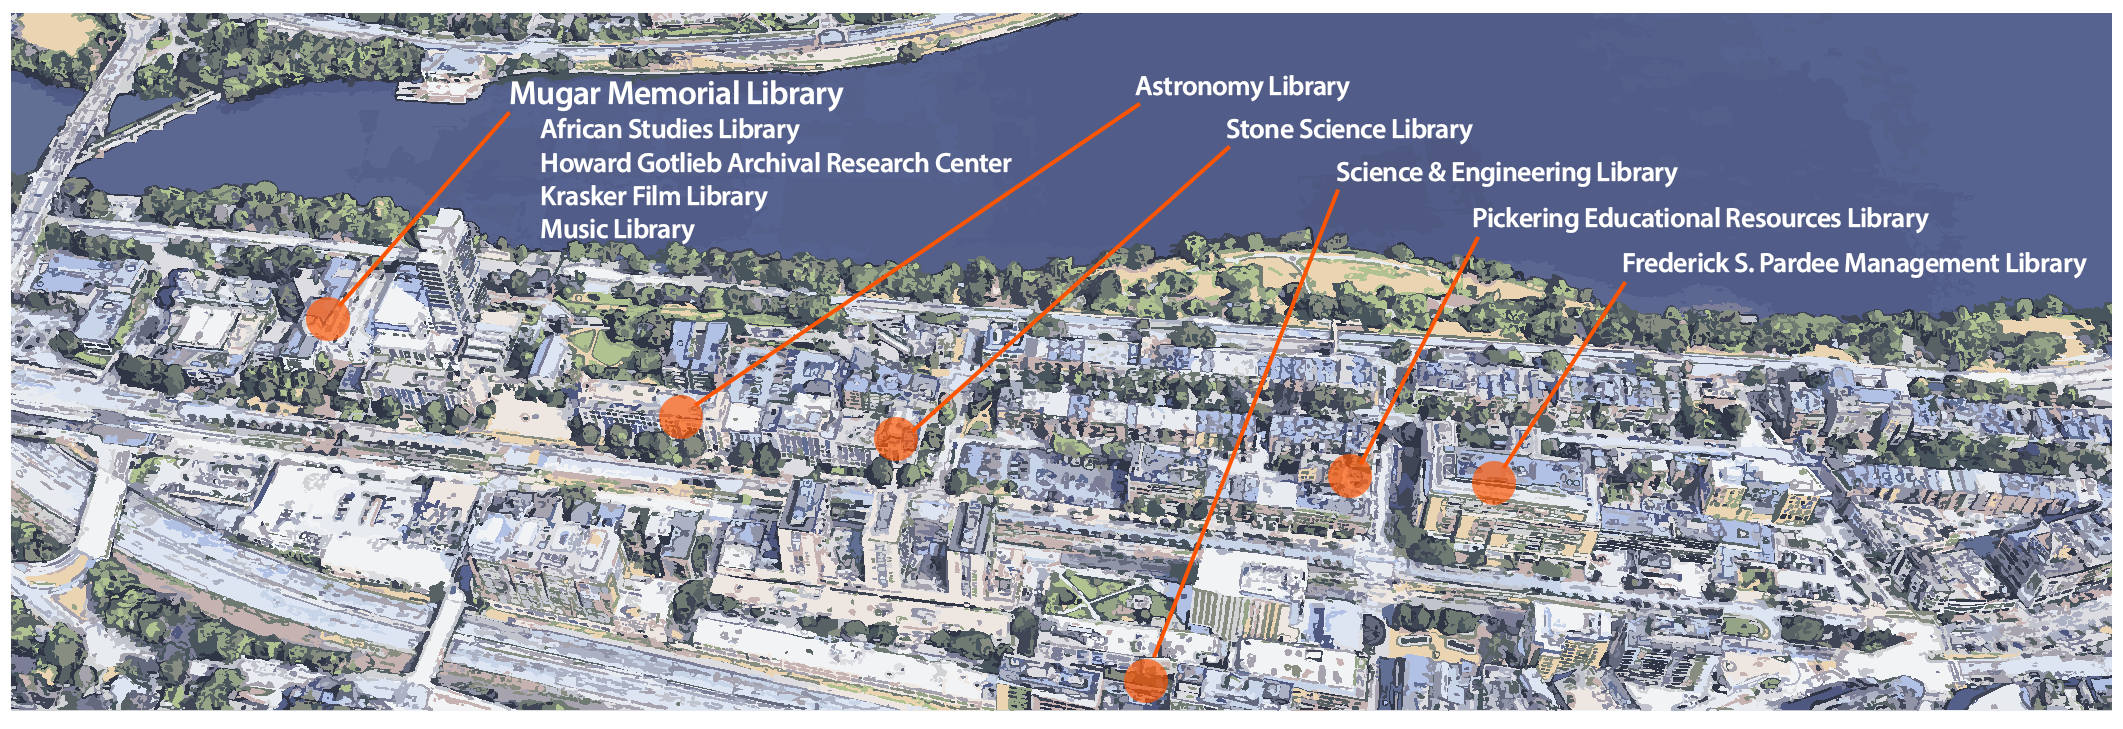 Mugar Memorial Library
African Studies Library
Howard Gotlieb Archival Research Center
Krasker Film Library
Music Library
Astronomy Library
Stone Science Library
Science & Engineering Library
Pickering Educational Resources Library
Frederick S. Pardee Management Library